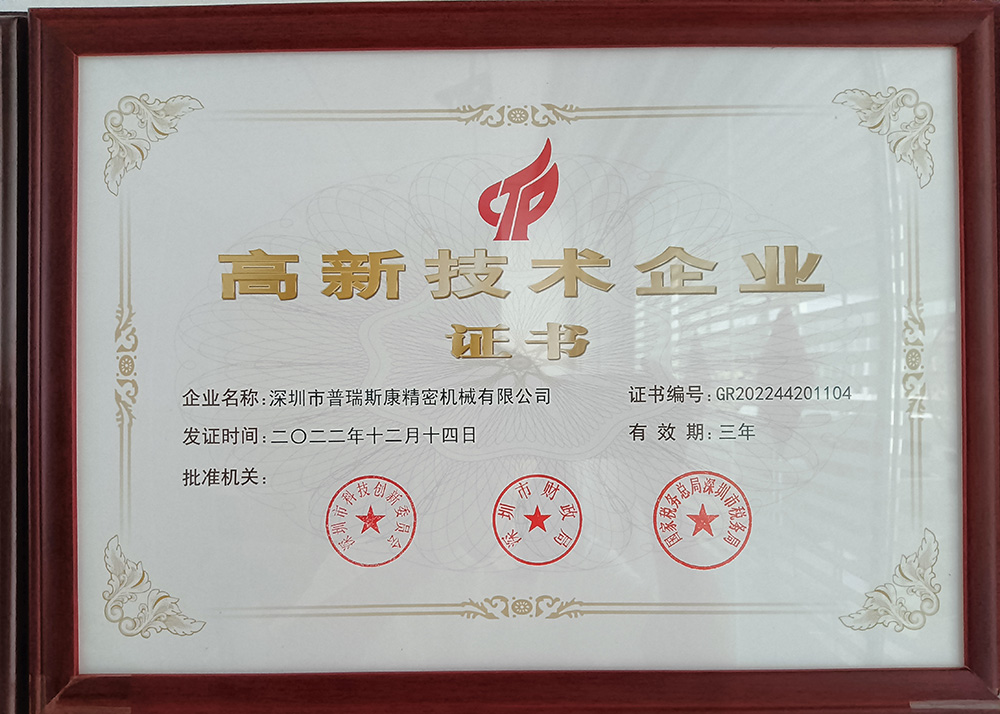 CTP
高新技术企业
证书
企业名称:深圳市普瑞斯康精密机械有限公司
证书编号:GR202244201104
发证时间:二〇二二年十二月十四日
有 效 期:三年
批准机关:
深圳市科技创新委员会
深圳市财政局
国家税务总局深圳市税务局